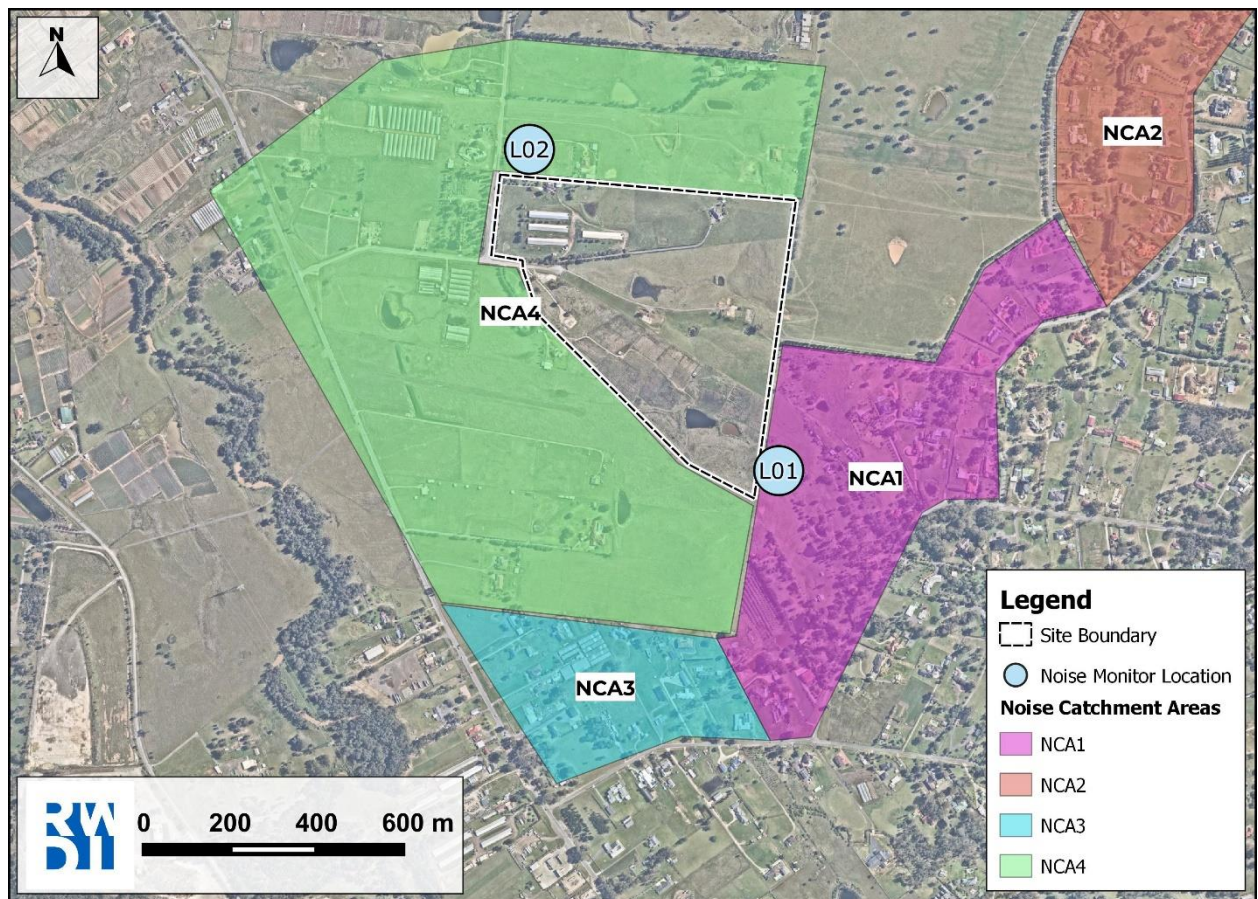 N
L02
NCA2
NCA4
L01
NCA1
NCA3
Legend
Site Boundary
Noise Monitor Location
Noise Catchment Areas
NCA1
NCA2
NCA3
NCA4
RWDI
0 200 400 600 m